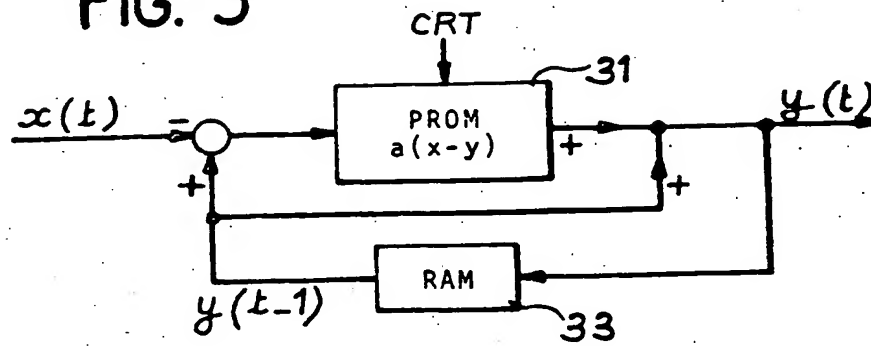 FIG. 5
CRT
31
x(t)
-
PROM
a(x-y)
+
y(t)
+
+
RAM
y(t-1)
33